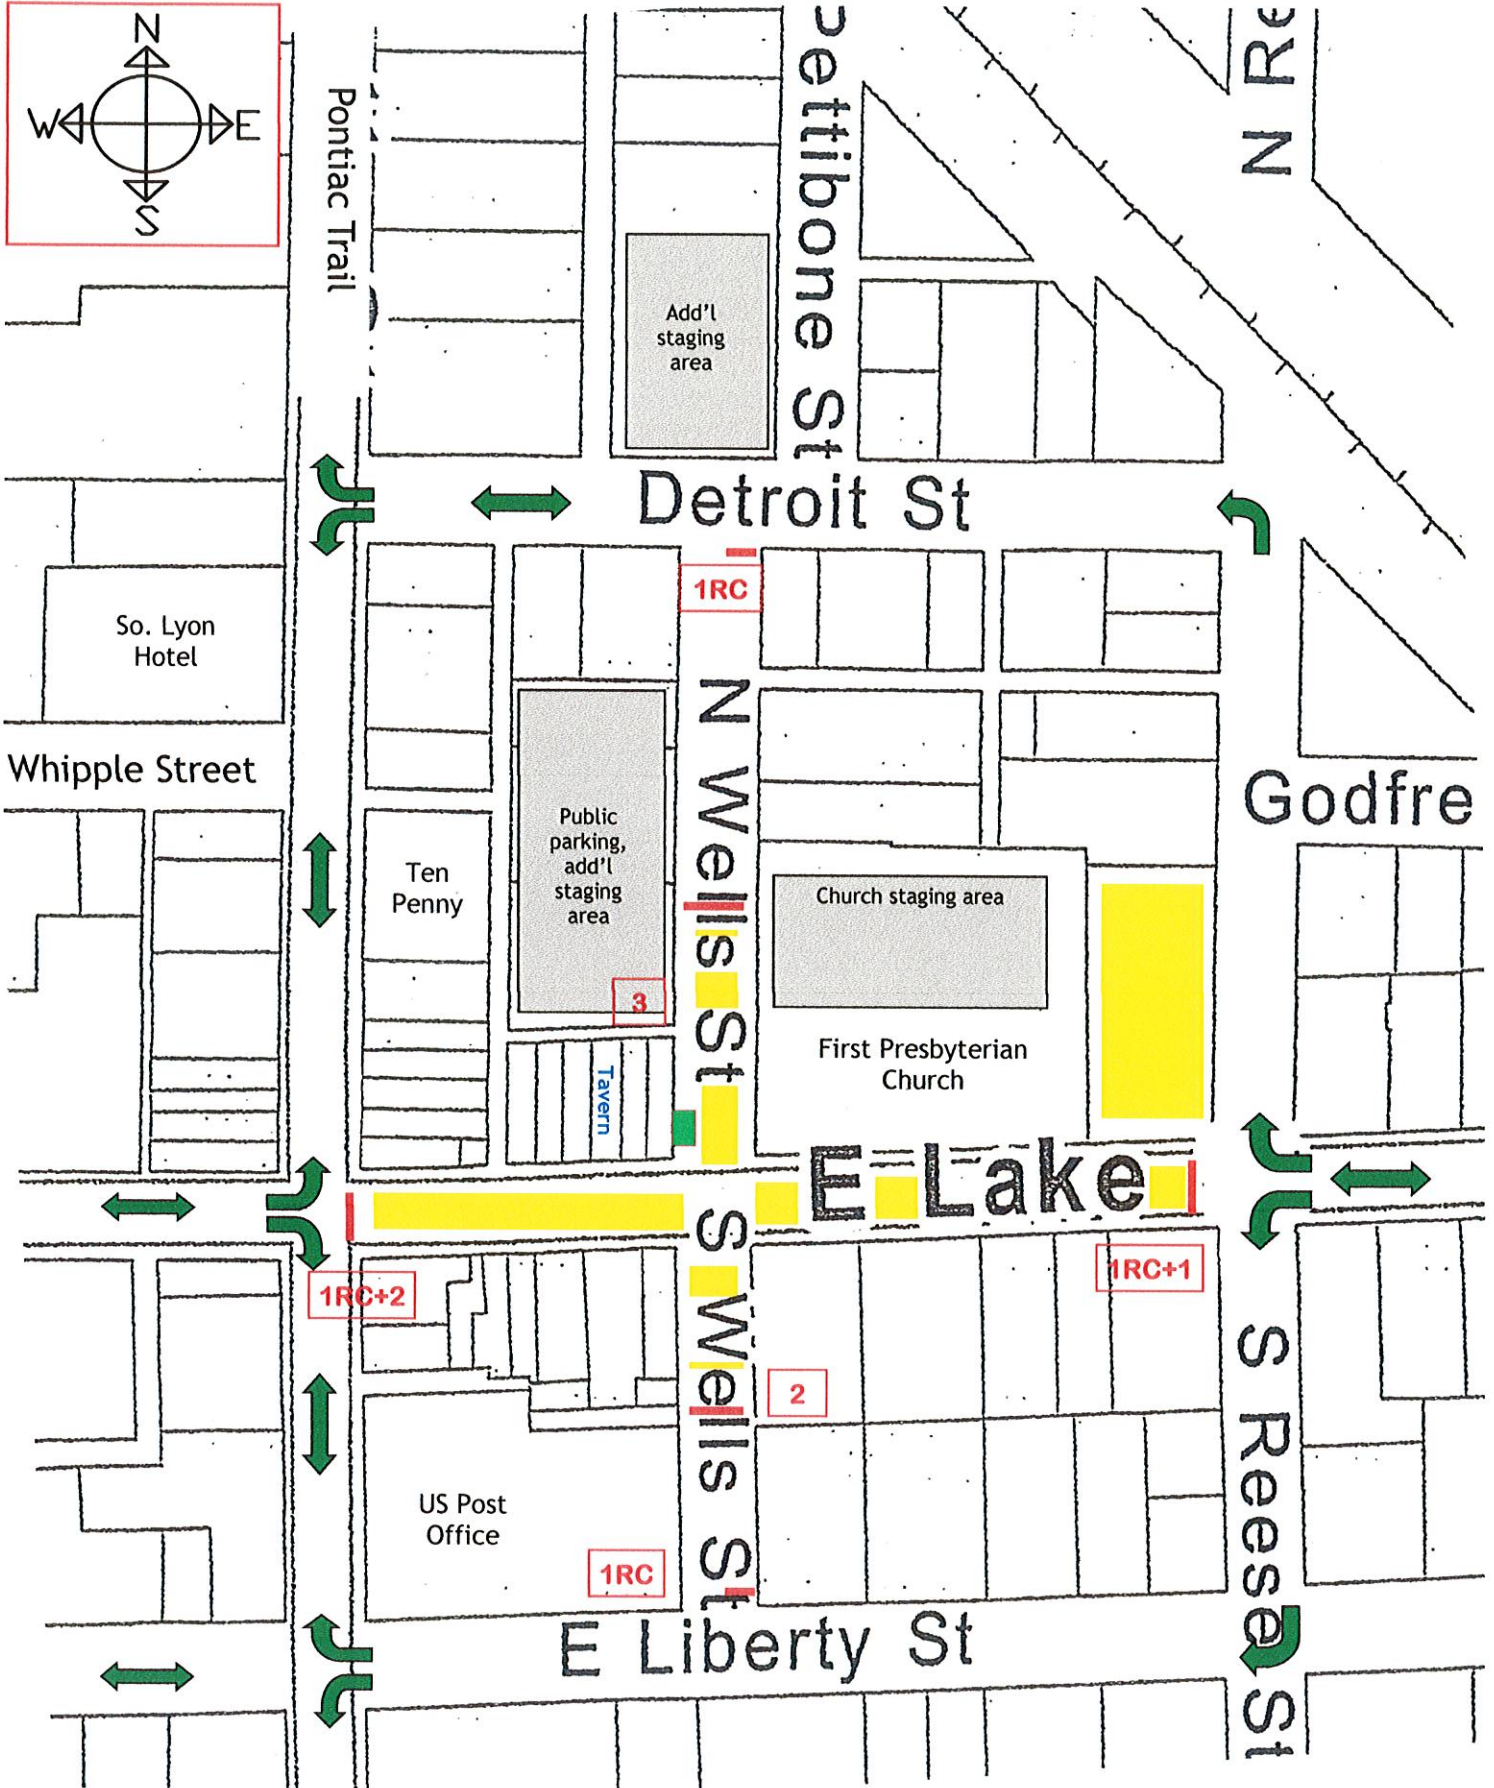 N
W E
S
Pontiac Trail
Pettibone St
N Re
Add'l
staging
area
Detroit St
1RC
So. Lyon
Hotel
Whipple Street
N Wells St
Godfre
Public
parking,
add'l
staging
area
Ten
Penny
Church staging area
3
First Presbyterian
Church
Tavern
E Lake
S Wells St
1RC+2
1RC+1
2
S Reese St
US Post
Office
1RC
E Liberty St